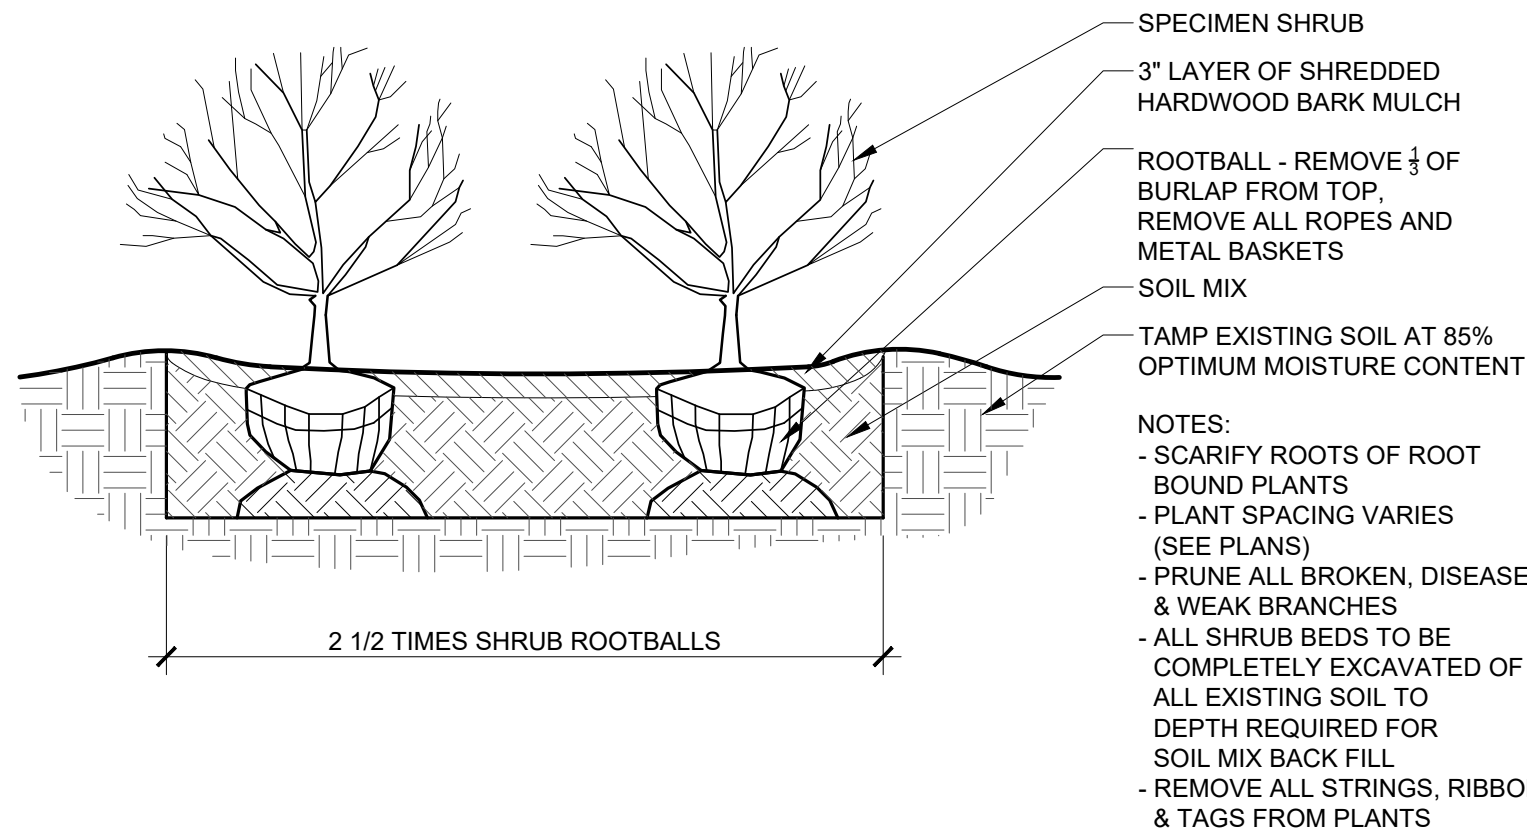 SPECIMEN SHRUB
3" LAYER OF SHREDDED
HARDWOOD BARK MULCH
ROOTBALL - REMOVE 1/3 OF
BURLAP FROM TOP,
REMOVE ALL ROPES AND
METAL BASKETS
SOIL MIX
TAMP EXISTING SOIL AT 85%
OPTIMUM MOISTURE CONTENT
NOTES:
- SCARIFY ROOTS OF ROOT
BOUND PLANTS
- PLANT SPACING VARIES
(SEE PLANS)
- PRUNE ALL BROKEN, DISEASE
& WEAK BRANCHES
- ALL SHRUB BEDS TO BE
COMPLETELY EXCAVATED OF
ALL EXISTING SOIL TO
DEPTH REQUIRED FOR
SOIL MIX BACK FILL
- REMOVE ALL STRINGS, RIBBO
& TAGS FROM PLANTS
2 1/2 TIMES SHRUB ROOTBALLS